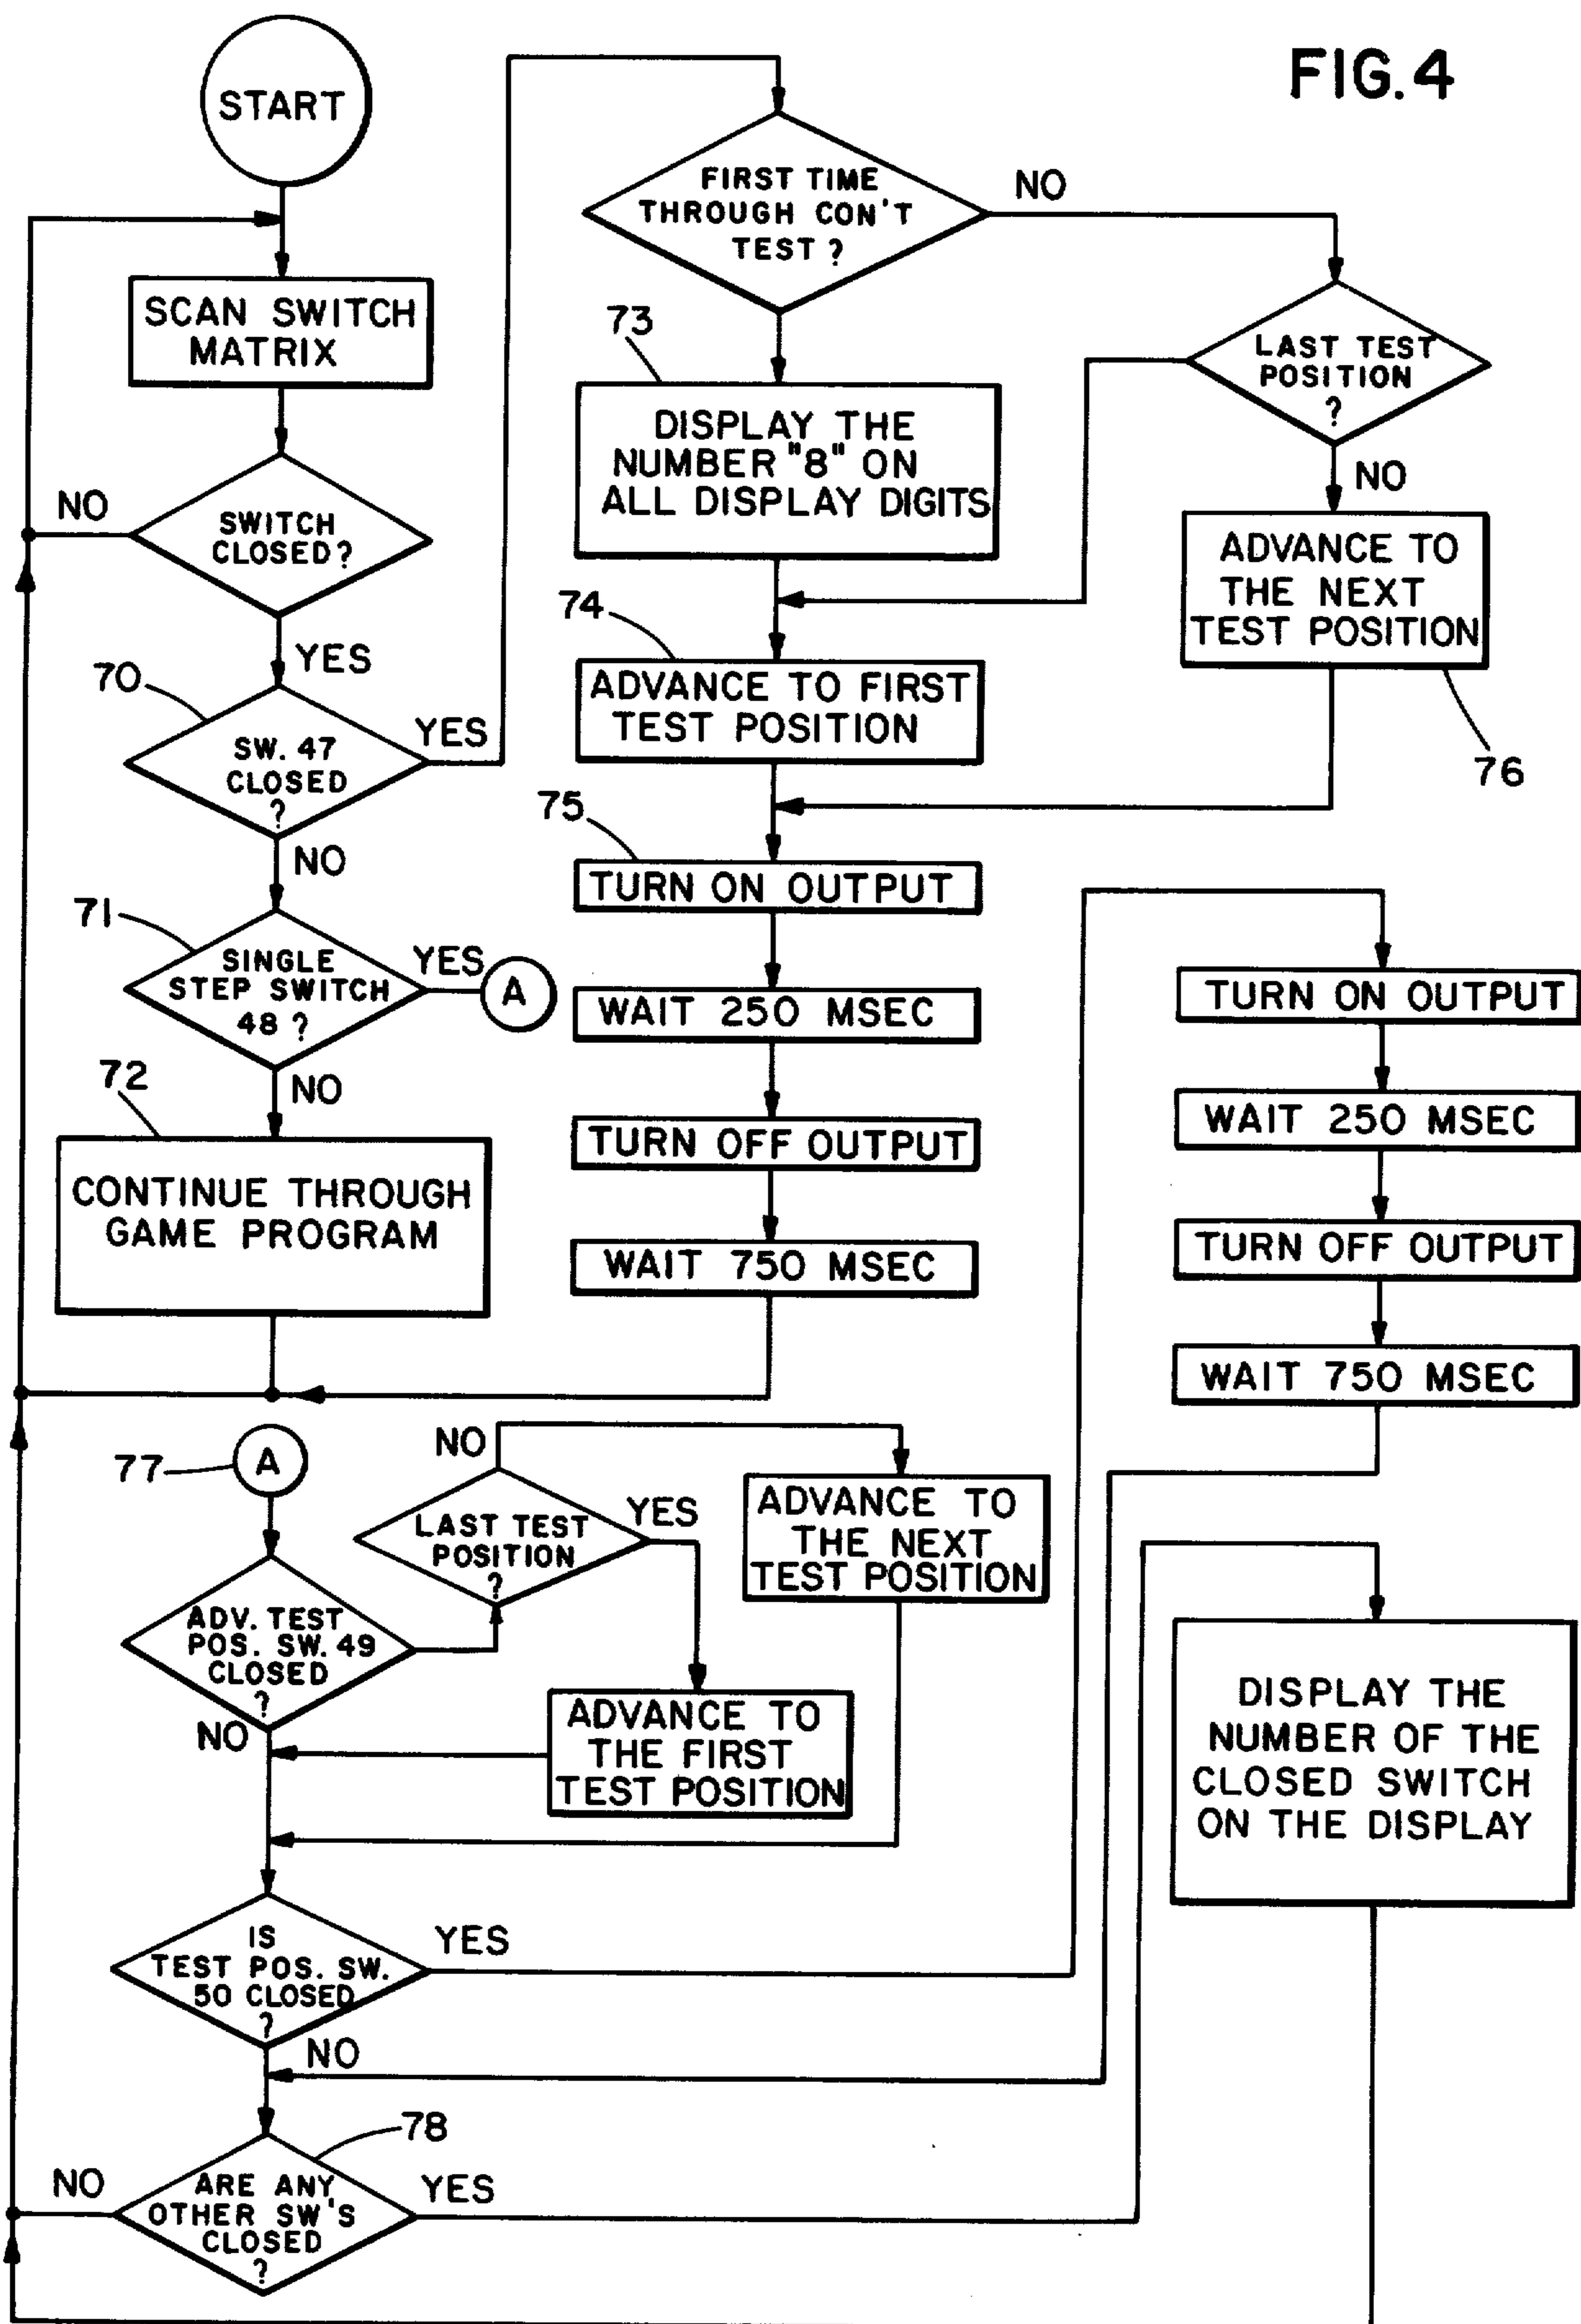 FIG.4
START
SCAN SWITCH
MATRIX
NO
SWITCH
CLOSED?
YES
70
SW. 47
CLOSED
?
YES
NO
71
SINGLE
STEP SWITCH
48 ?
YES
A
NO
72
CONTINUE THROUGH
GAME PROGRAM
FIRST TIME
THROUGH CON'T
TEST ?
NO
73
DISPLAY THE
NUMBER "8" ON
ALL DISPLAY DIGITS
LAST TEST
POSITION
?
NO
ADVANCE TO
THE NEXT
TEST POSITION
76
74
ADVANCE TO FIRST
TEST POSITION
75
TURN ON OUTPUT
WAIT 250 MSEC
TURN OFF OUTPUT
WAIT 750 MSEC
TURN ON OUTPUT
WAIT 250 MSEC
TURN OFF OUTPUT
WAIT 750 MSEC
77
A
ADV. TEST
POS. SW. 49
CLOSED
?
NO
LAST TEST
POSITION
?
NO
YES
ADVANCE TO
THE NEXT
TEST POSITION
ADVANCE TO
THE FIRST
TEST POSITION
IS
TEST POS. SW.
50 CLOSED
?
YES
NO
78
ARE ANY
OTHER SW'S
CLOSED
?
NO
YES
DISPLAY THE
NUMBER OF THE
CLOSED SWITCH
ON THE DISPLAY